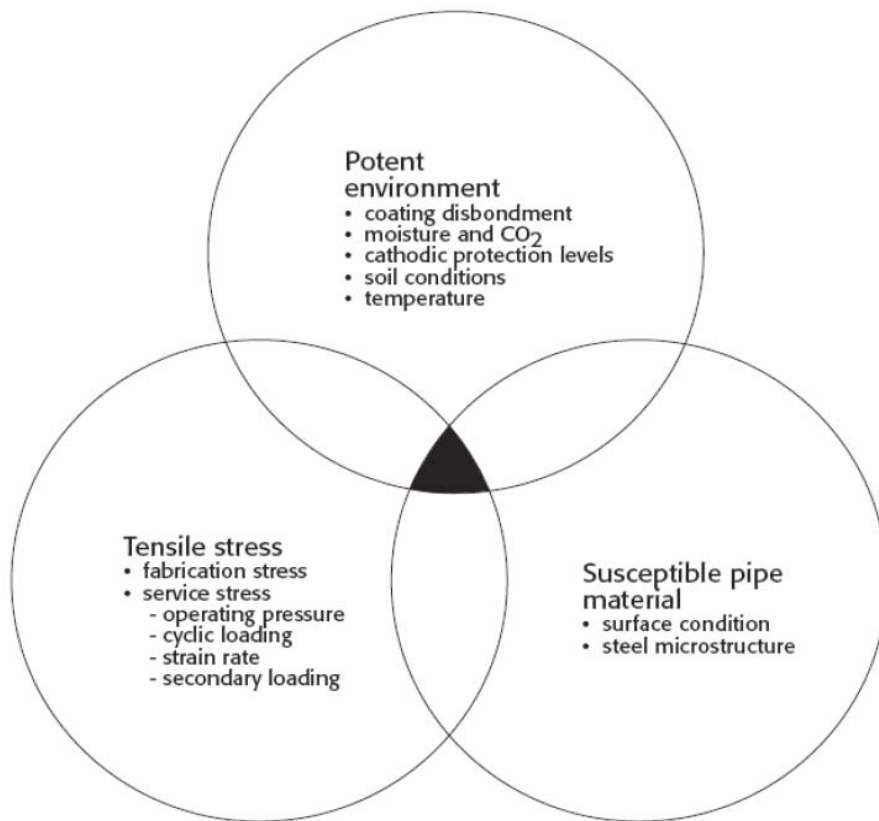 Potent
environment
• coating disbondment
• moisture and CO2
• cathodic protection levels
• soil conditions
• temperature
Tensile stress
• fabrication stress
• service stress
- operating pressure
- cyclic loading
- strain rate
- secondary loading
Susceptible pipe
material
• surface condition
• steel microstructure